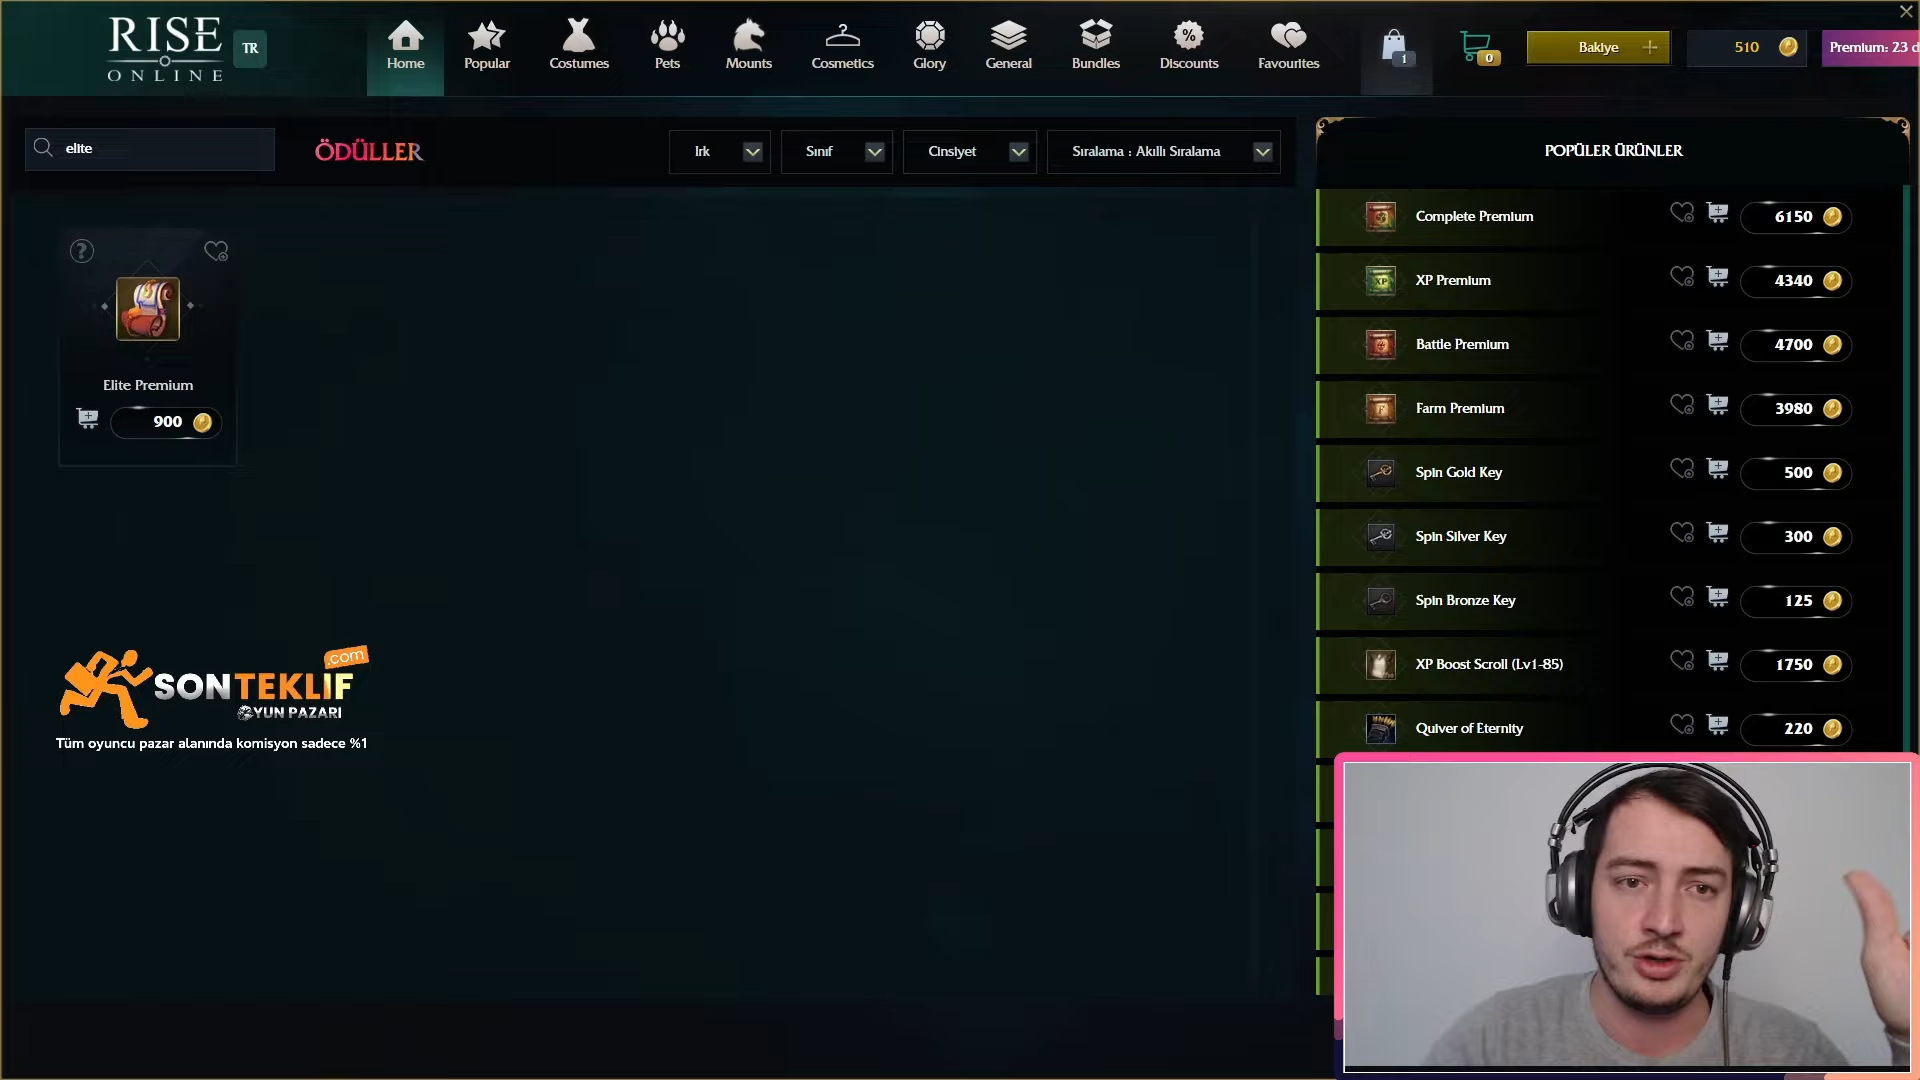 RISE
ONLINE
TR
Home
Popular
Costumes
Pets
Mounts
Cosmetics
Glory
General
Bundles
Discounts
Favourites
1
0
Bakiye
510
Premium: 23 d
elite
ÖDÜLLER
Irk
Sınıf
Cinsiyet
Sıralama : Akıllı Sıralama
POPÜLER ÜRÜNLER
Elite Premium
900
Complete Premium
6150
XP Premium
4340
Battle Premium
4700
Farm Premium
3980
Spin Gold Key
500
Spin Silver Key
300
Spin Bronze Key
125
XP Boost Scroll (Lv1-85)
1750
Quiver of Eternity
220
SONTEKLIF
.com
OYUN PAZARI
Tüm oyuncu pazar alanında komisyon sadece %1